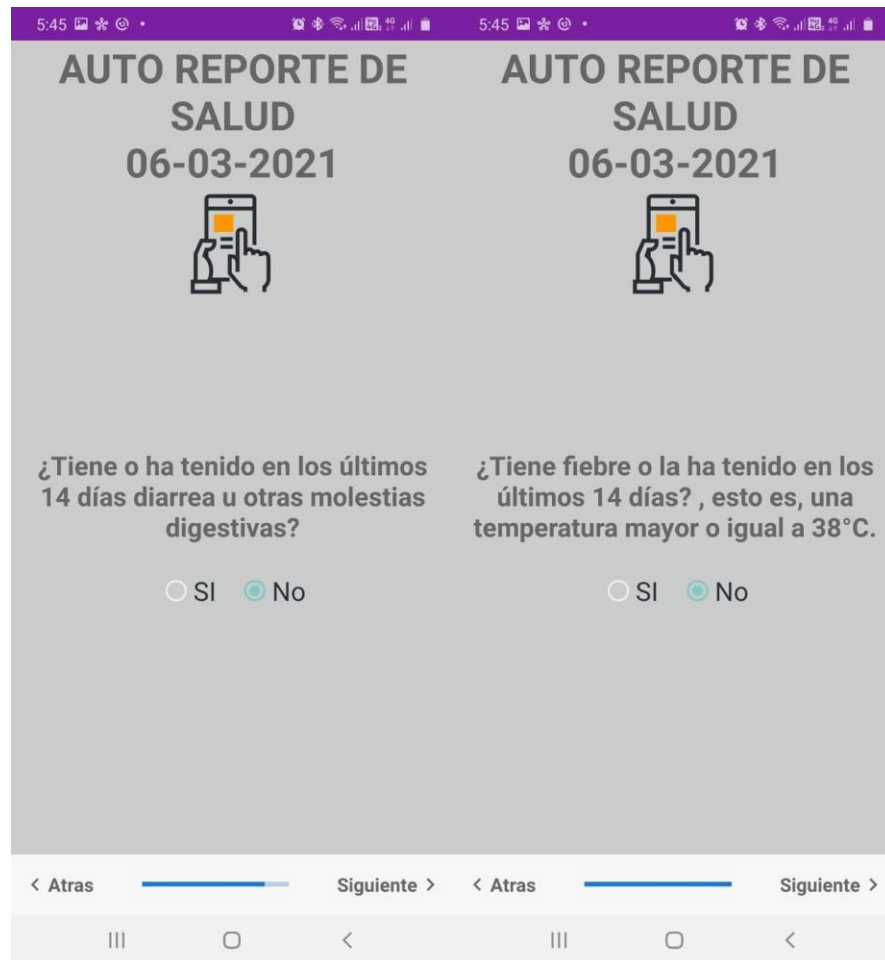 5:45
AUTO REPORTE DE
SALUD
06-03-2021
¿Tiene o ha tenido en los últimos
14 días diarrea u otras molestias
digestivas?
SI No
< Atras Siguiente >
5:45
AUTO REPORTE DE
SALUD
06-03-2021
¿Tiene fiebre o la ha tenido en los
últimos 14 días? , esto es, una
temperatura mayor o igual a 38°C.
SI No
< Atras Siguiente >